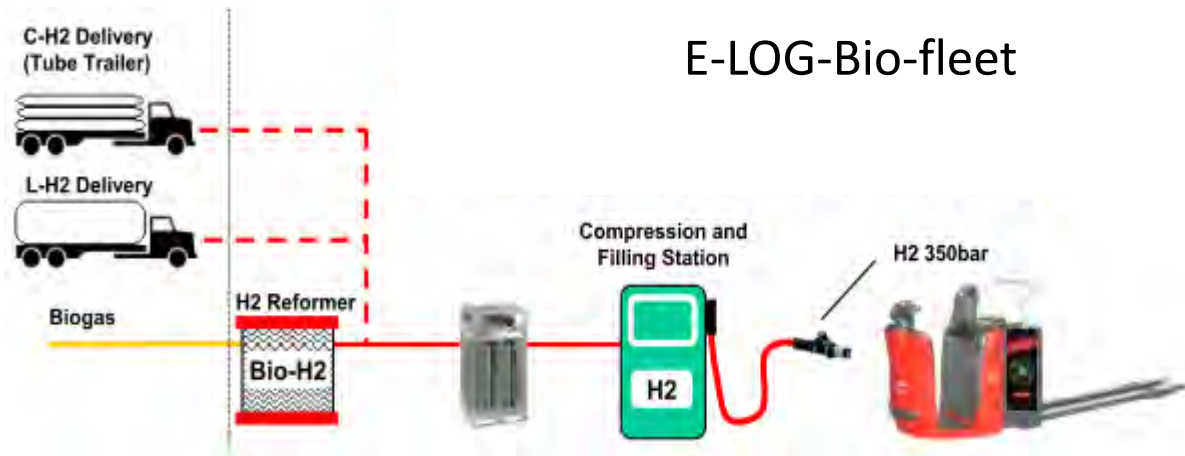 C-H2 Delivery
(Tube Trailer)
E-LOG-Bio-fleet
L-H2 Delivery
Compression and
Filling Station
H2 350bar
Biogas
H2 Reformer
Bio-H2
H2